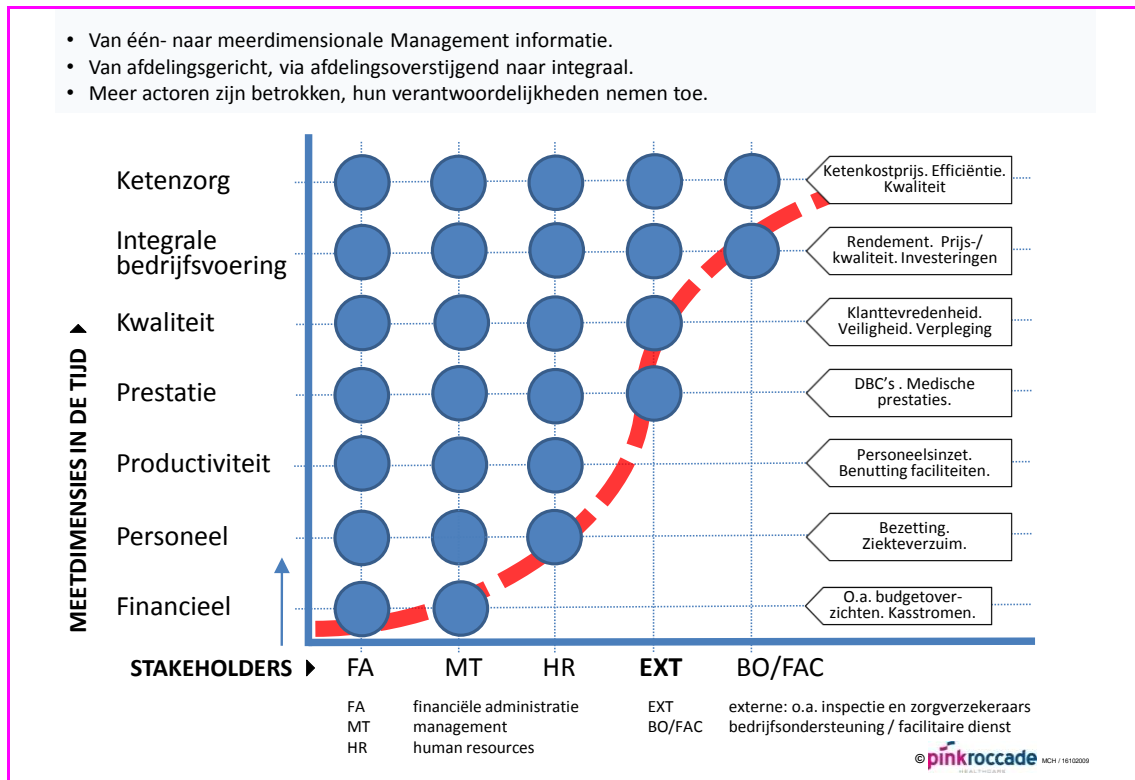 • Van één- naar meerdimensionale Management informatie.
• Van afdelingsgericht, via afdelingsoverstijgend naar integraal.
• Meer actoren zijn betrokken, hun verantwoordelijkheden nemen toe.
MEETDIMENSIES IN DE TIJD ▶
Ketenzorg
Ketenkostprijs. Efficiëntie.
Kwaliteit
Integrale
bedrijfsvoering
Rendement. Prijs-/
kwaliteit. Investeringen
Kwaliteit
Klanttevredenheid.
Veiligheid. Verpleging
Prestatie
DBC's . Medische
prestaties.
Productiviteit
Personeelsinzet.
Benutting faciliteiten.
Personeel
Bezetting.
Ziekteverzuim.
Financieel
O.a. budgetover-
zichten. Kasstromen.
STAKEHOLDERS ▶ FA MT HR EXT BO/FAC
FA financiële administratie EXT externe: o.a. inspectie en zorgverzekeraars
MT management BO/FAC bedrijfsondersteuning / facilitaire dienst
HR human resources
© pinkroccade MCH / 16102009
HEALTHCARE